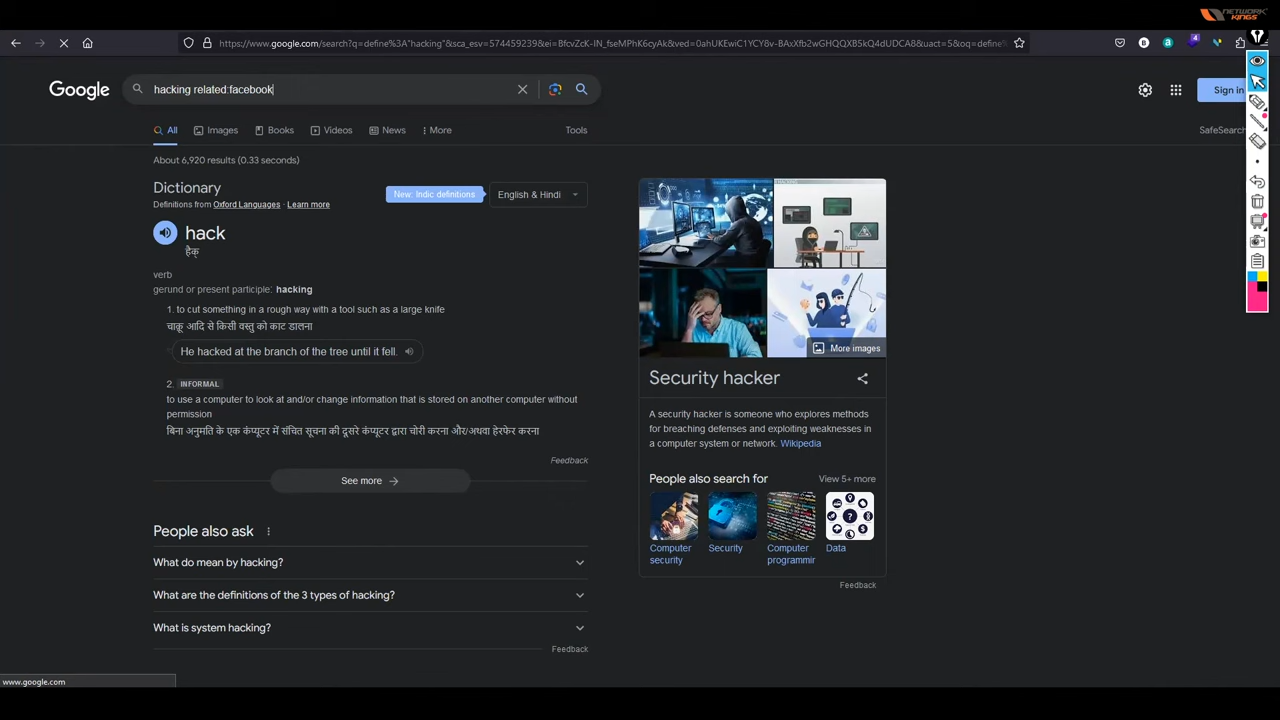 NETWORK
KINGS
https://www.google.com/search?q=define%3A"hacking"&sca_esv=574459239&ei=BfcvZcK-IN_fseMPhK6cyAk&ved=0ahUKEwiC1YCY8v-BAxXfb2wGHQQXB5kQ4dUDCA8&uact=5&oq=define
Google
hacking related:facebook
Sign in
All
Images
Books
Videos
News
More
Tools
SafeSearch
About 6,920 results (0.33 seconds)
Dictionary
Definitions from Oxford Languages · Learn more
New: Indic definitions
English & Hindi
hack
हैक्
verb
gerund or present participle: hacking
1. to cut something in a rough way with a tool such as a large knife
चाक़ू आदि से किसी वस्तु को काट डालना
He hacked at the branch of the tree until it fell.
2. INFORMAL
to use a computer to look at and/or change information that is stored on another computer without
permission
बिना अनुमति के एक कंप्यूटर में संचित सूचना की दूसरे कंप्यूटर द्वारा चोरी करना और/अथवा हेरफेर करना
Feedback
See more
People also ask
What do mean by hacking?
What are the definitions of the 3 types of hacking?
What is system hacking?
Feedback
More images
Security hacker
A security hacker is someone who explores methods
for breaching defenses and exploiting weaknesses in
a computer system or network. Wikipedia
People also search for
View 5+ more
Computer
security
Security
Computer
programmir
Data
Feedback
www.google.com